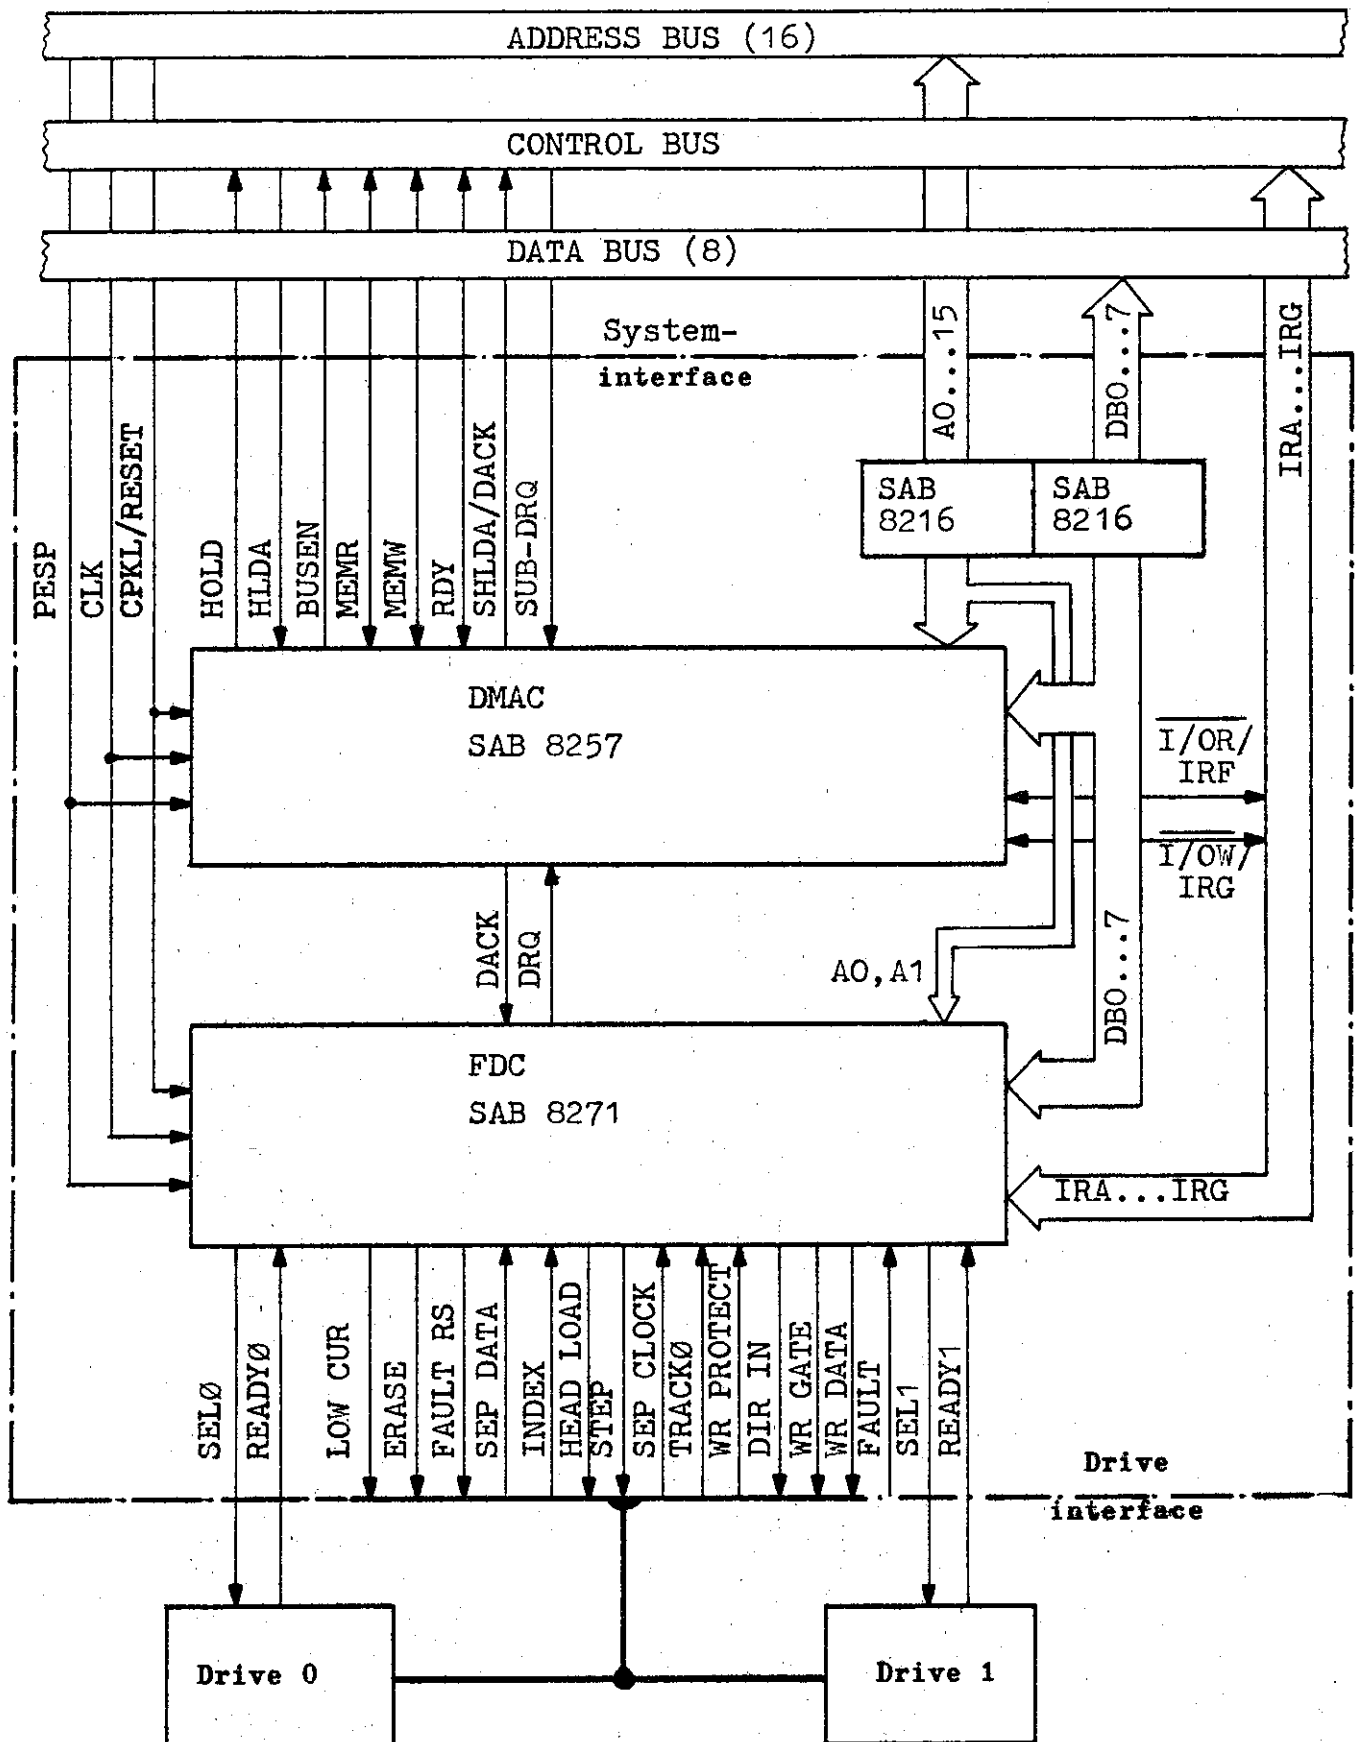 ADDRESS BUS (16)
CONTROL BUS
DATA BUS (8)
System-
interface
PESP
CLK
CPKL/RESET
HOLD
HLDA
BUSEN
MEMR
MEMW
RDY
SHLDA/DACK
SUB-DRQ
AO...15
DBO...7
IRA...IRG
SAB
8216
SAB
8216
DMAC
SAB 8257
I/OR/
IRF
I/OW/
IRG
DACK
DRQ
AO,A1
DBO...7
FDC
SAB 8271
IRA...IRG
SELØ
READYØ
LOW CUR
ERASE
FAULT RS
SEP DATA
INDEX
HEAD LOAD
STEP
SEP CLOCK
TRACKØ
WR PROTECT
DIR IN
WR GATE
WR DATA
FAULT
SEL1
READY1
Drive
interface
Drive 0
Drive 1